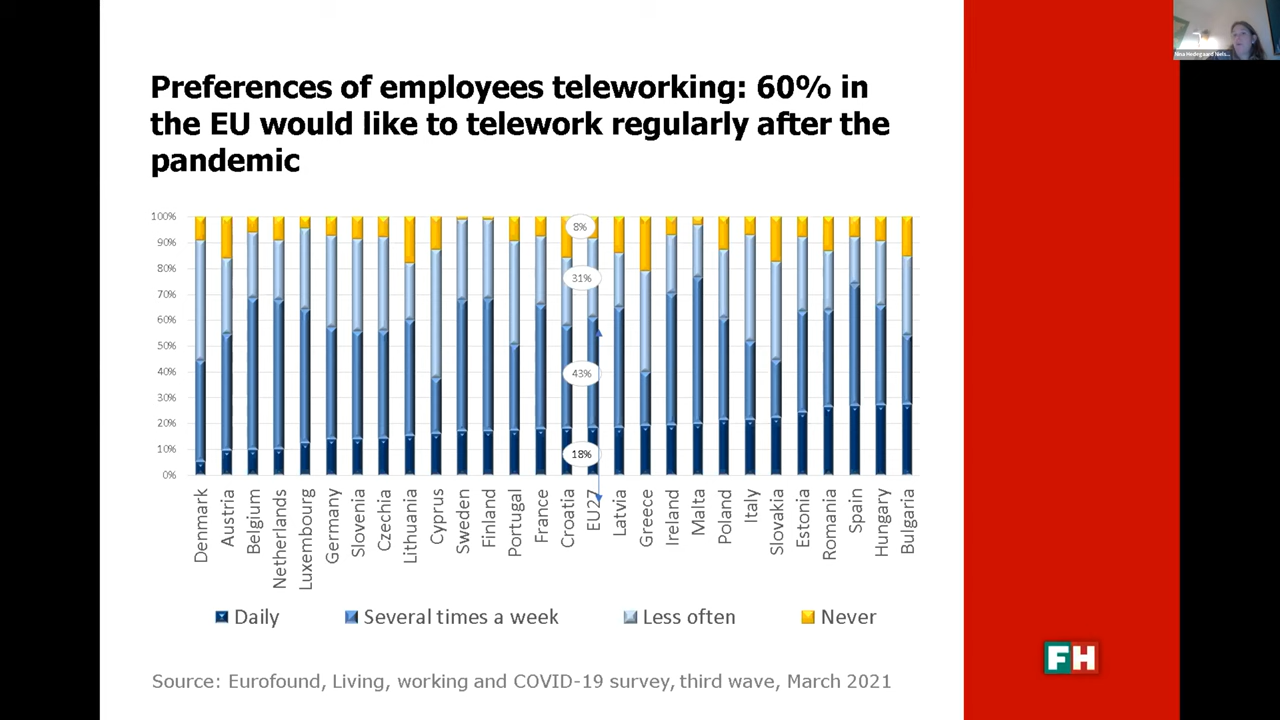 Nina Hedegaard Niels...
Preferences of employees teleworking: 60% in
the EU would like to telework regularly after the
pandemic
100%
90%
80%
70%
60%
50%
40%
30%
20%
10%
0%
8%
31%
43%
18%
Denmark
Austria
Belgium
Netherlands
Luxembourg
Germany
Slovenia
Czechia
Lithuania
Cyprus
Sweden
Finland
Portugal
France
Croatia
EU27
Latvia
Greece
Ireland
Malta
Poland
Italy
Slovakia
Estonia
Romania
Spain
Hungary
Bulgaria
Daily
Several times a week
Less often
Never
Source: Eurofound, Living, working and COVID-19 survey, third wave, March 2021
FH